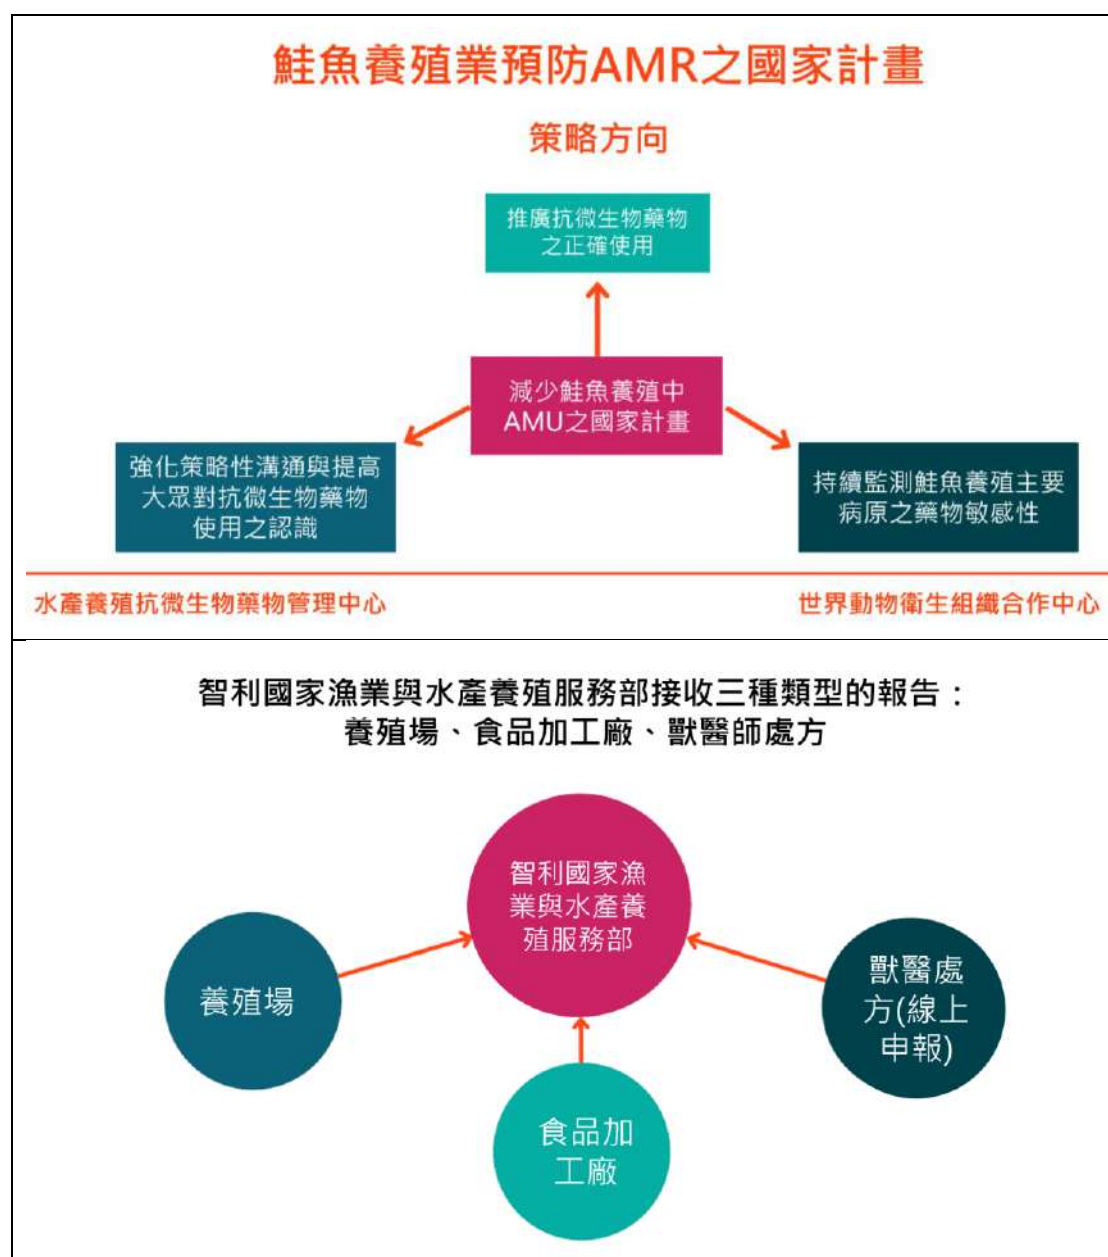 鮭魚養殖業預防AMR之國家計畫
策略方向
推廣抗微生物藥物
之正確使用
減少鮭魚養殖中
AMU之國家計畫
強化策略性溝通與提高
大眾對抗微生物藥物
使用之認識
持續監測鮭魚養殖主要
病原之藥物敏感性
水產養殖抗微生物藥物管理中心
世界動物衛生組織合作中心
智利國家漁業與水產養殖服務部接收三種類型的報告：
養殖場、食品加工廠、獸醫師處方
智利國家漁
業與水產養
殖服務部
養殖場
獸醫處
方(線上
申報)
食品加
工廠